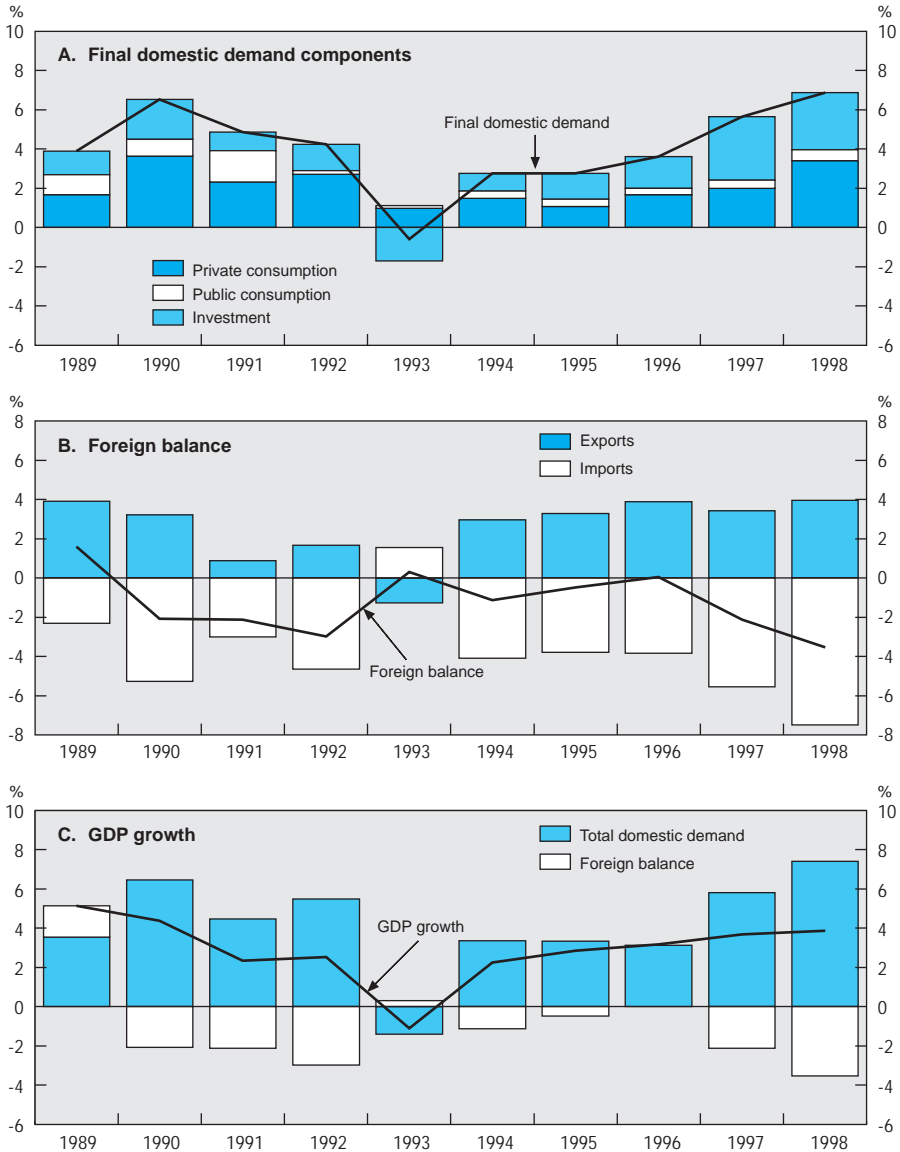 % %
10 10
A. Final domestic demand components
8 8
6 6
Final domestic demand
4 4
2 2
0 0
Private consumption
-2 -2
Public consumption
-4 -4
Investment
-6 -6
1989 1990 1991 1992 1993 1994 1995 1996 1997 1998
% %
8 8
B. Foreign balance
Exports
6 6
Imports
4 4
2 2
0 0
-2 -2
-4 -4
Foreign balance
-6 -6
-8 -8
1989 1990 1991 1992 1993 1994 1995 1996 1997 1998
% %
10 10
C. GDP growth
Total domestic demand
8 8
Foreign balance
6 6
GDP growth
4 4
2 2
0 0
-2 -2
-4 -4
-6 -6
1989 1990 1991 1992 1993 1994 1995 1996 1997 1998